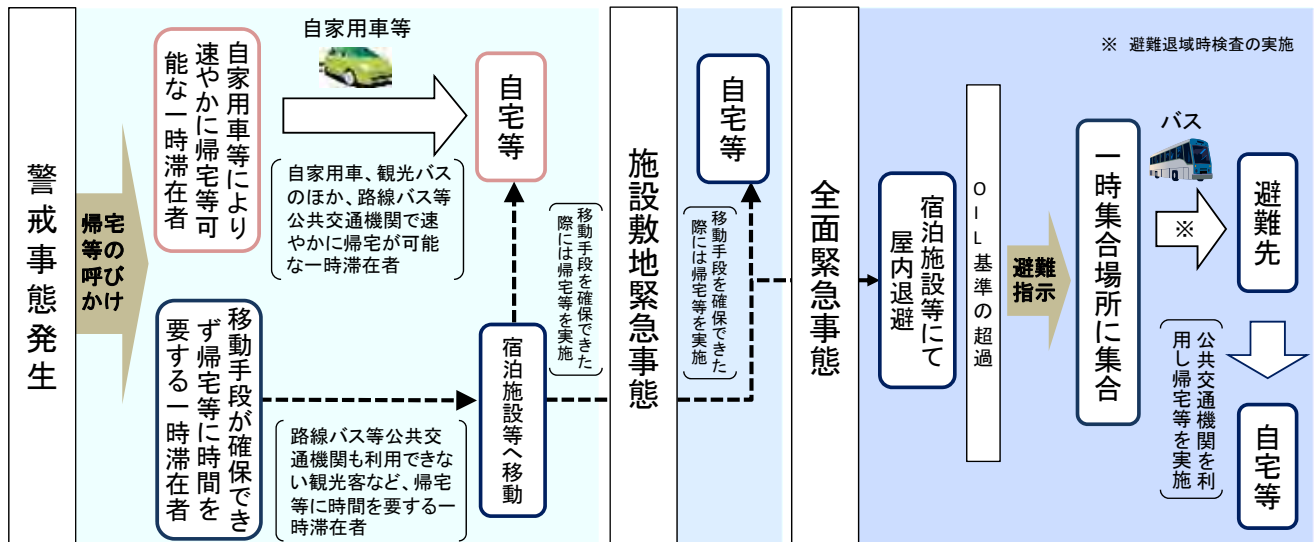 警戒事態発生
帰宅
等の
呼び
かけ
自家用車等により
速やかに帰宅等可
能な一時滞在者
自家用車等
自家用車、観光バス
のほか、路線バス等
公共交通機関で速
やかに帰宅が可能
な一時滞在者
自宅等
移動手段が確保でき
ず帰宅等に時間を
要する一時滞在者
路線バス等公共交
通機関も利用できな
い観光客など、帰宅
等に時間を要する一
時滞在者
宿泊施設等へ移動
移動手段を確保できた
際には帰宅等を実施
施設敷地緊急事態
自宅等
移動手段を確保できた
際には帰宅等を実施
全面緊急事態
※ 避難退域時検査の実施
宿泊施設等にて
屋内退避
OIL基準の超過
避難
指示
一時集合場所に集合
バス
※
避難先
公共交通機関を利
用し帰宅等を実施
自宅等